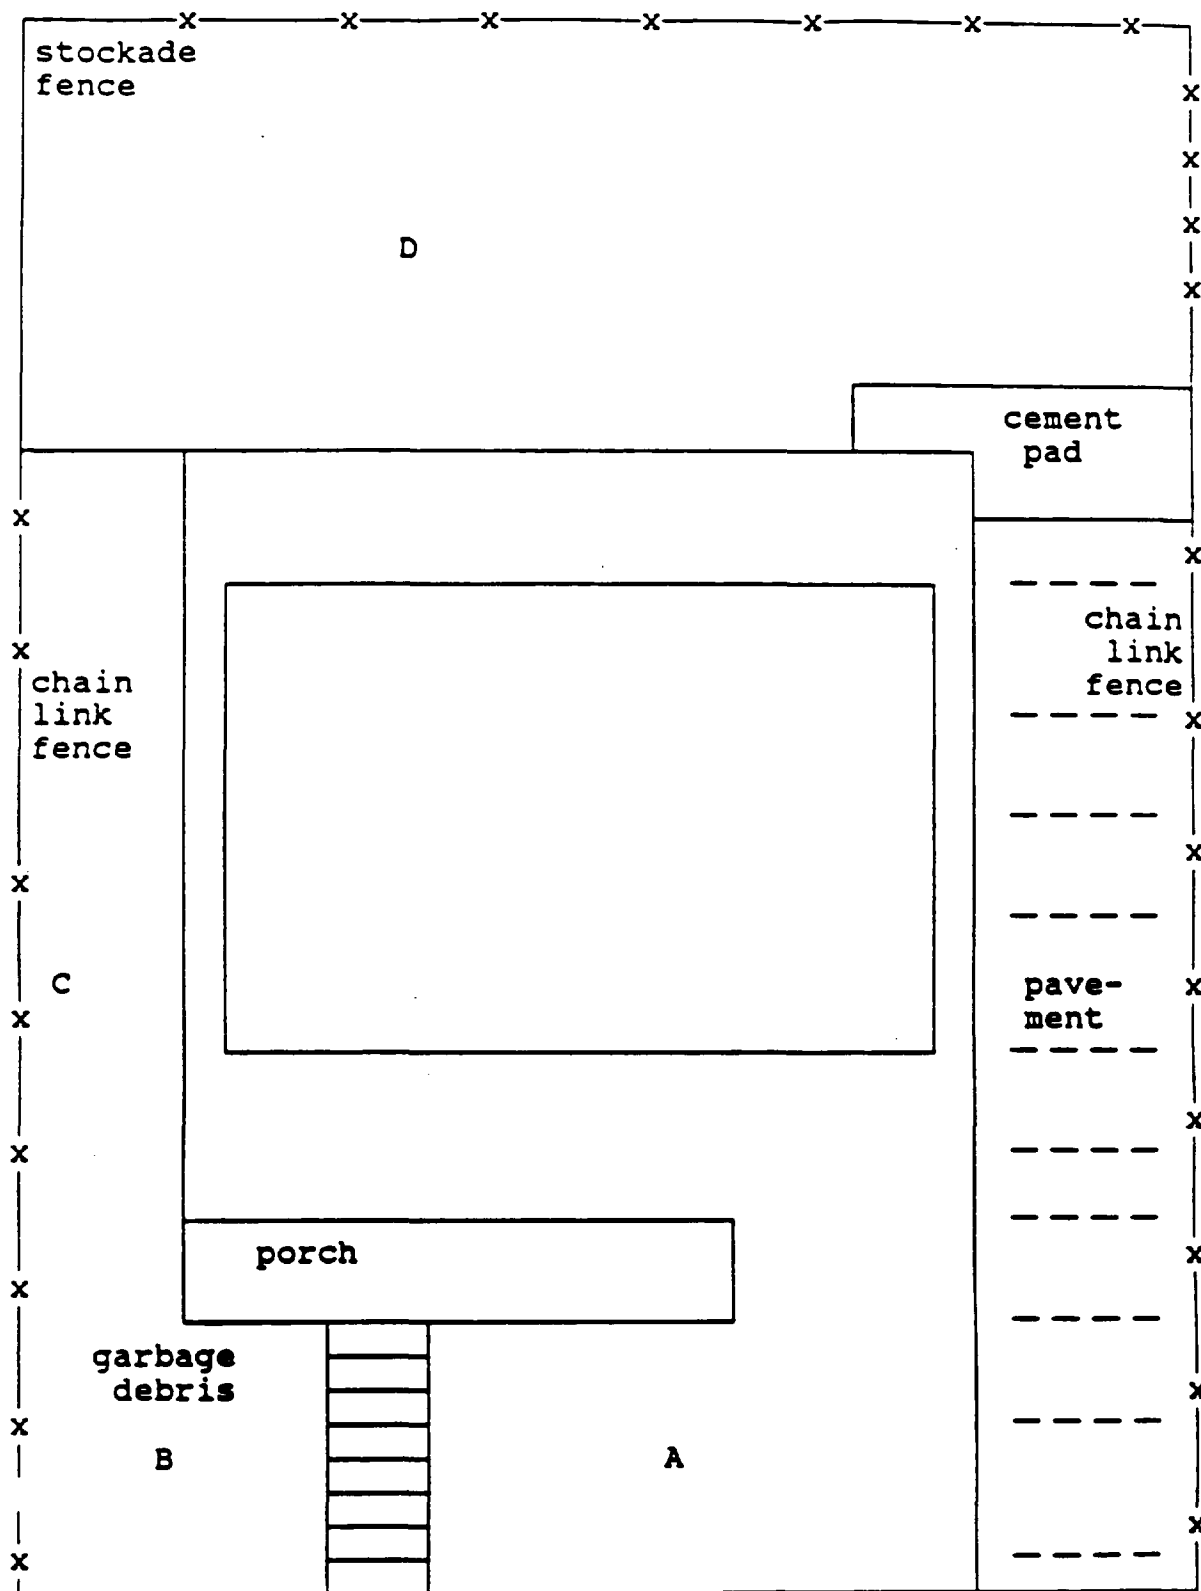 stockade
fence
D
cement
pad
chain
link
fence
chain
link
fence
C
pave-
ment
porch
garbage
debris
B
A